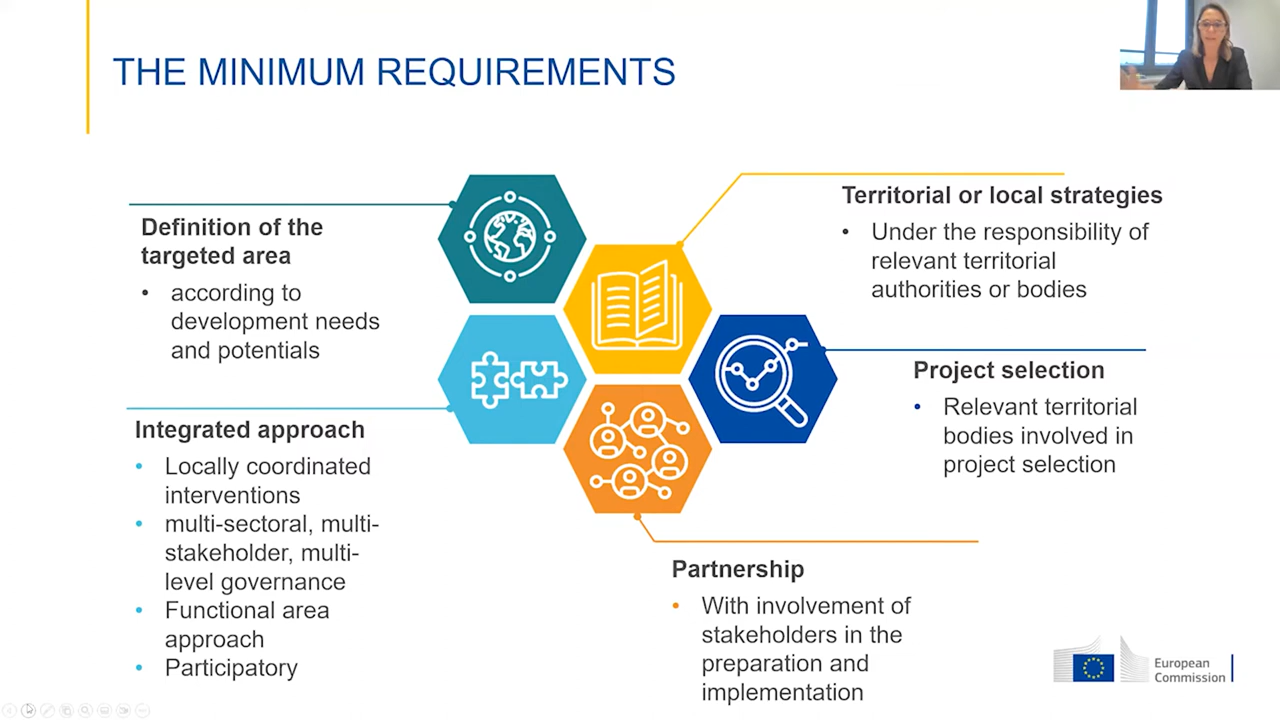 THE MINIMUM REQUIREMENTS
Definition of the
targeted area
• according to
development needs
and potentials
Integrated approach
• Locally coordinated
interventions
• multi-sectoral, multi-
stakeholder, multi-
level governance
• Functional area
approach
• Participatory
Territorial or local strategies
• Under the responsibility of
relevant territorial
authorities or bodies
Project selection
• Relevant territorial
bodies involved in
project selection
Partnership
• With involvement of
stakeholders in the
preparation and
implementation
European
Commission